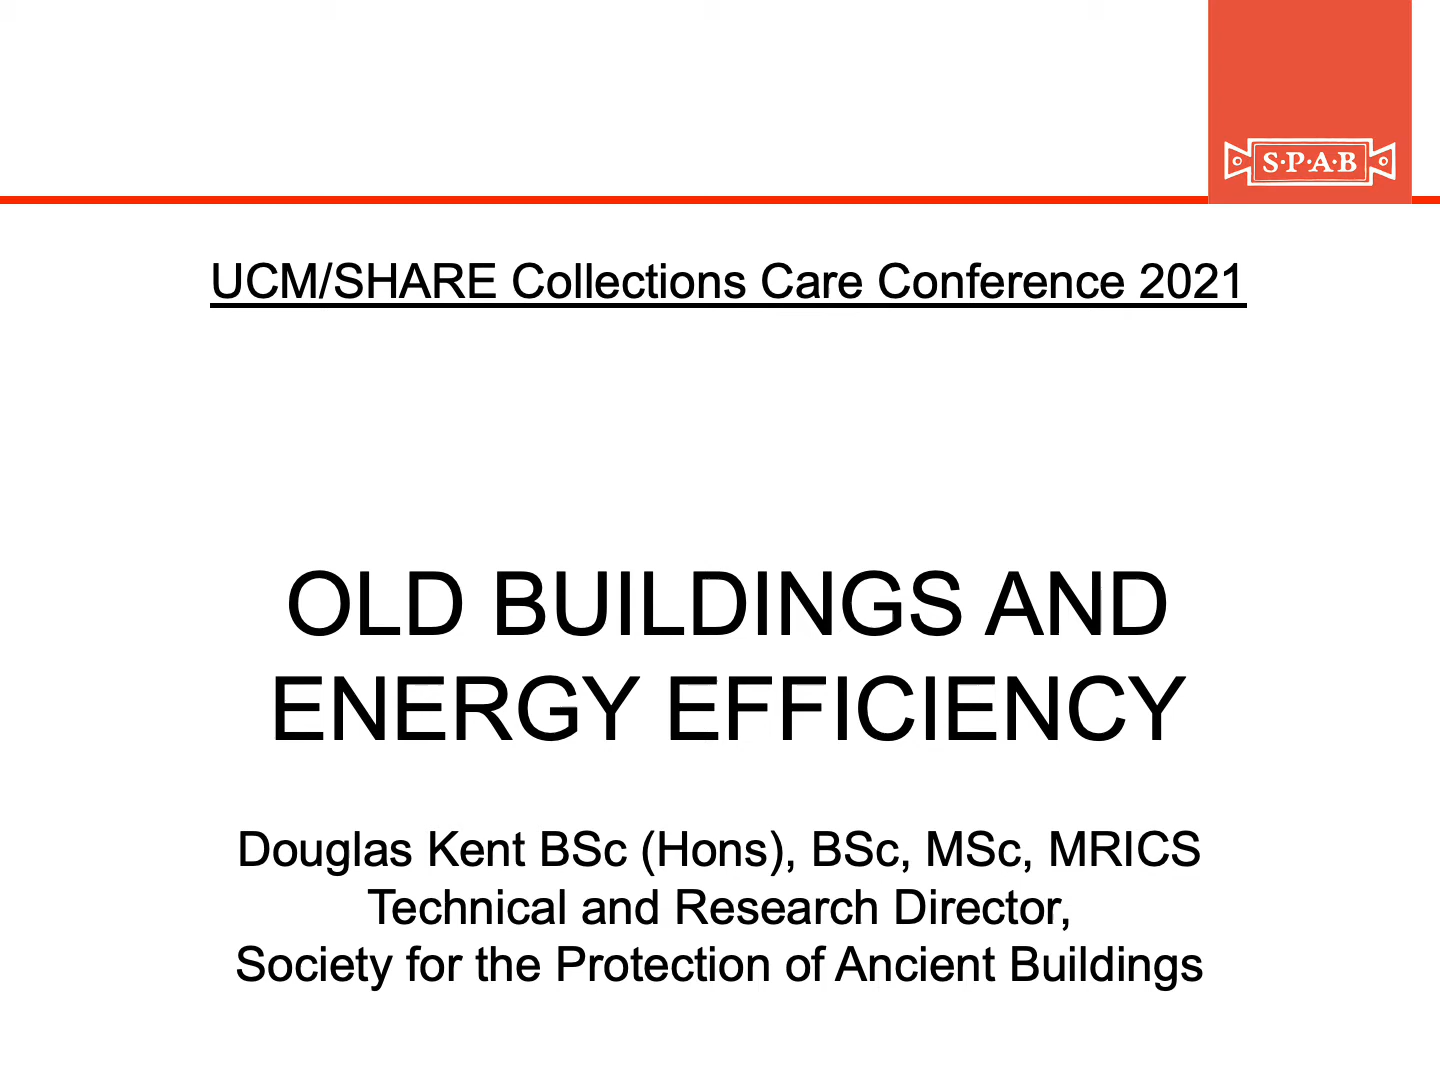 S·P·A·B
UCM/SHARE Collections Care Conference 2021
OLD BUILDINGS AND
ENERGY EFFICIENCY
Douglas Kent BSc (Hons), BSc, MSc, MRICS
Technical and Research Director,
Society for the Protection of Ancient Buildings